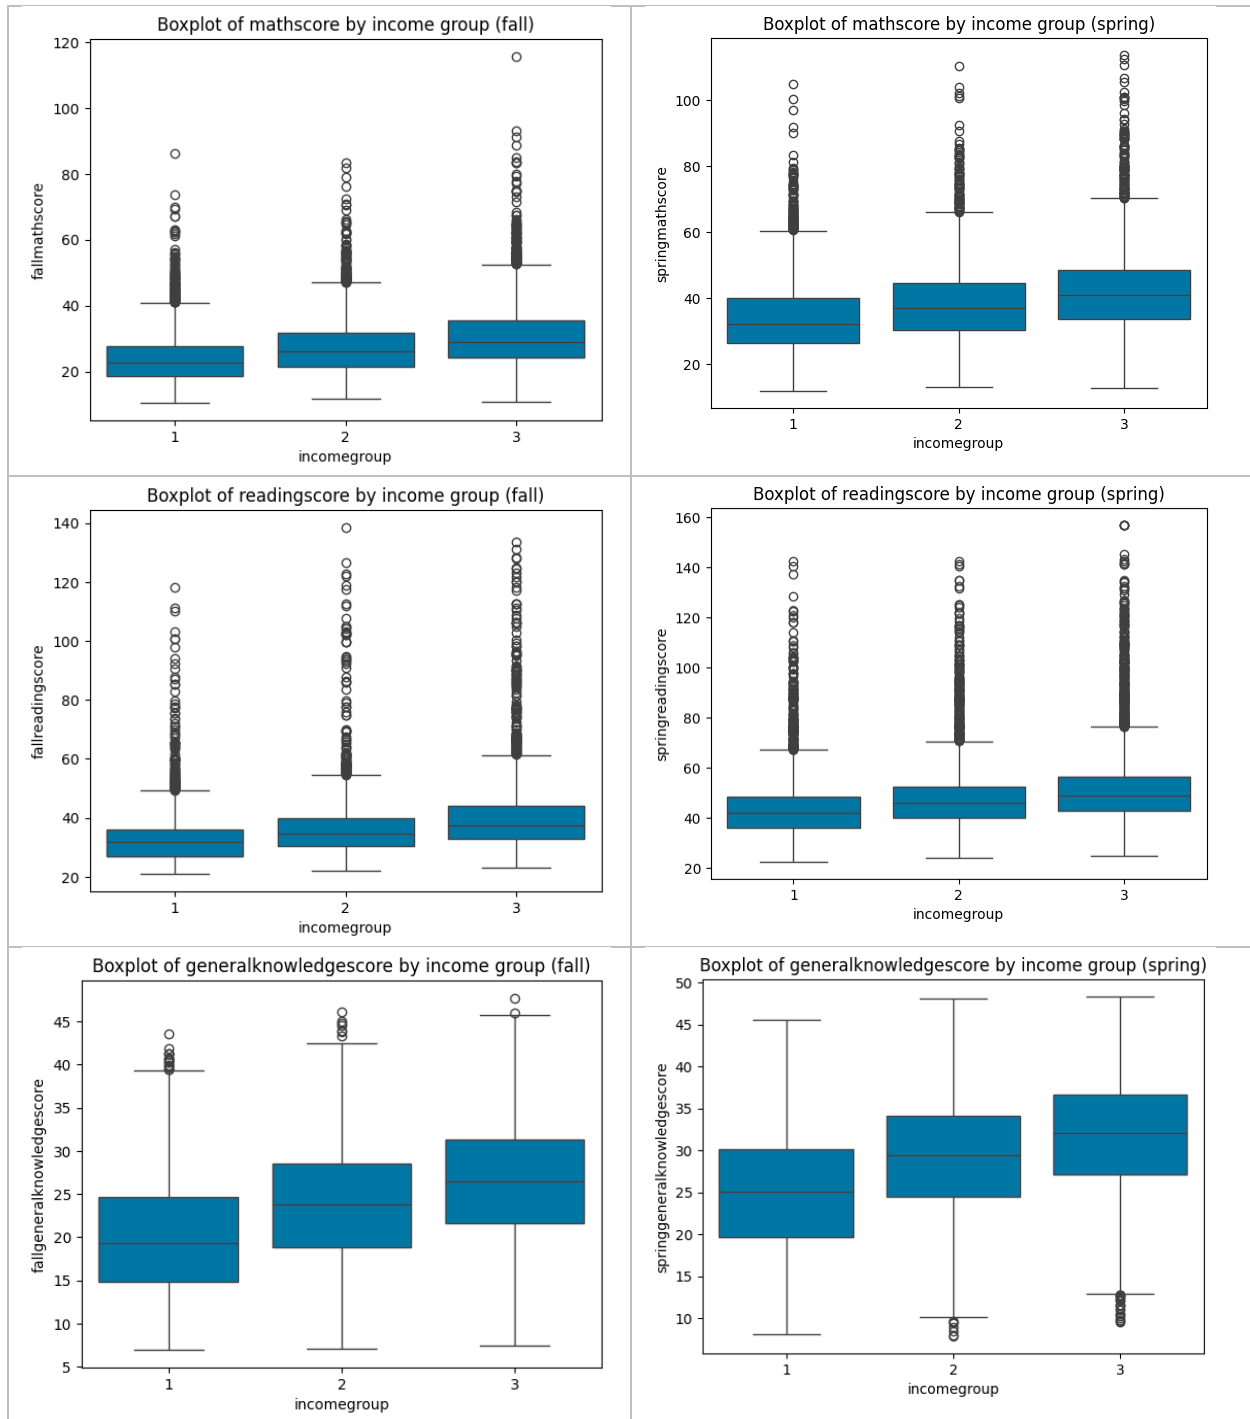 Boxplot of mathscore by income group (fall)
120
100
80
60
40
20
fallmathscore
1 2 3
incomegroup
Boxplot of mathscore by income group (spring)
100
80
60
40
20
springmathscore
1 2 3
incomegroup
Boxplot of readingscore by income group (fall)
140
120
100
80
60
40
20
fallreadingscore
1 2 3
incomegroup
Boxplot of readingscore by income group (spring)
160
140
120
100
80
60
40
20
springreadingscore
1 2 3
incomegroup
Boxplot of generalknowledgescore by income group (fall)
45
40
35
30
25
20
15
10
5
fallgeneralknowledgescore
1 2 3
incomegroup
Boxplot of generalknowledgescore by income group (spring)
50
45
40
35
30
25
20
15
10
springgeneralknowledgescore
1 2 3
incomegroup